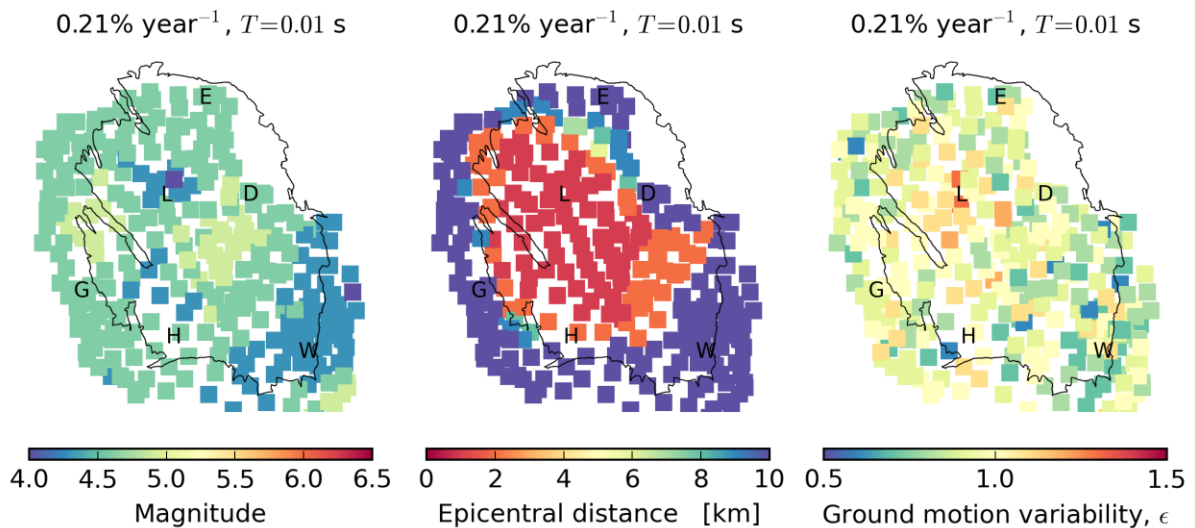 0.21% year⁻¹, T=0.01 s
0.21% year⁻¹, T=0.01 s
0.21% year⁻¹, T=0.01 s
E
L
D
G
H
W
E
L
D
G
H
W
E
L
D
G
H
W
4.0 4.5 5.0 5.5 6.0 6.5
Magnitude
0 2 4 6 8 10
Epicentral distance [km]
0.5 1.0 1.5
Ground motion variability, ϵ